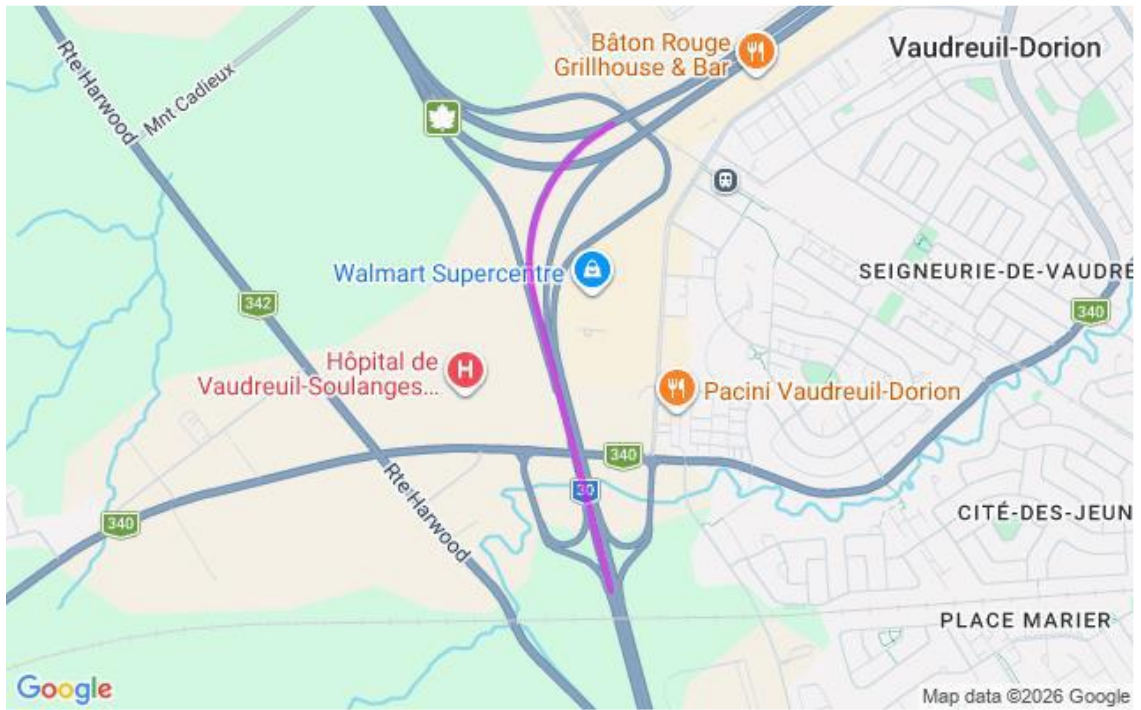 Bâton Rouge
Grillhouse & Bar
Vaudreuil-Dorion
Rte Harwood
Mnt Cadieux
Walmart Supercentre
SEIGNEURIE-DE-VAUDRÉ
342
340
Hôpital de
Vaudreuil-Soulanges...
H
Pacini Vaudreuil-Dorion
340
30
Rte Harwood
340
CITÉ-DES-JEUN
PLACE MARIER
Google
Map data ©2026 Google